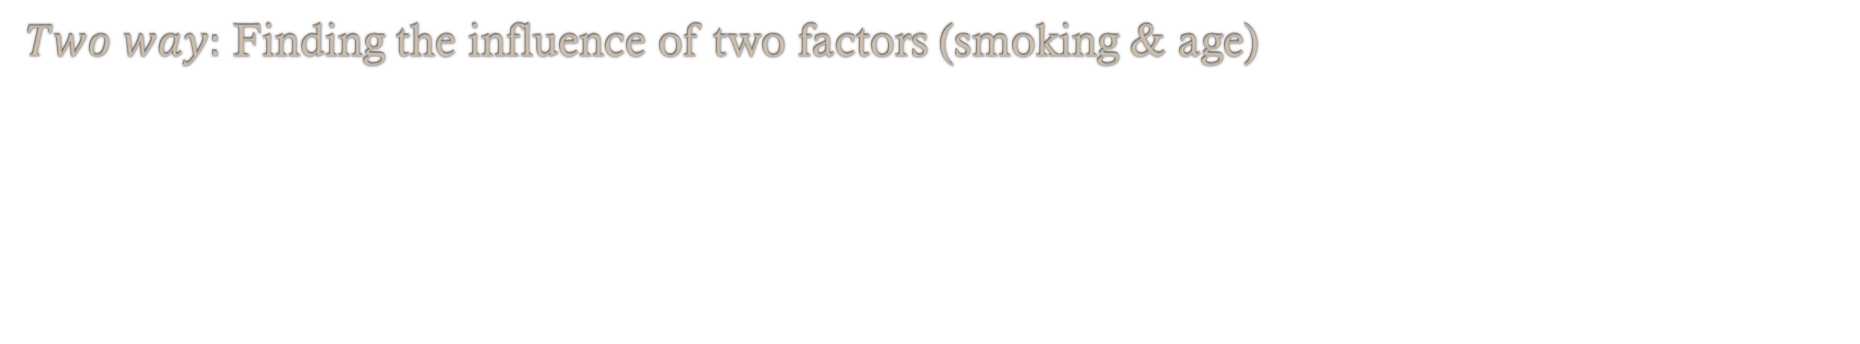 Two way: Finding the influence of two factors (smoking & age)